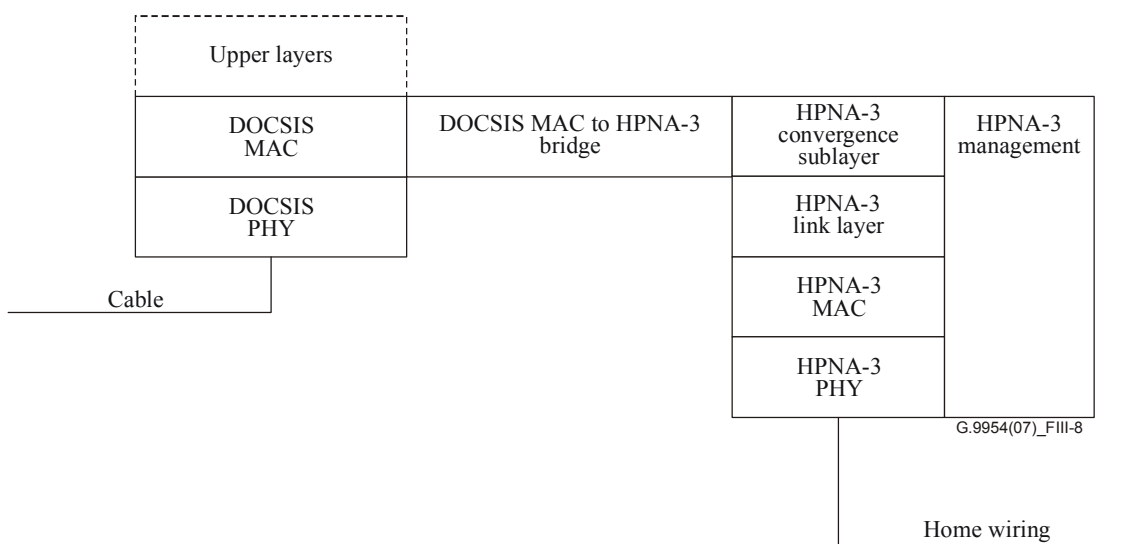 Upper layers
DOCSIS
MAC
DOCSIS MAC to HPNA-3
bridge
HPNA-3
convergence
sublayer
HPNA-3
management
DOCSIS
PHY
HPNA-3
link layer
Cable
HPNA-3
MAC
HPNA-3
PHY
G.9954(07)_FIII-8
Home wiring